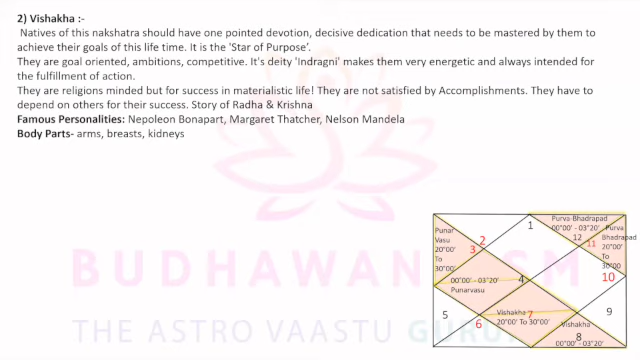 2) Vishakha :-
Natives of this nakshatra should have one pointed devotion, decisive dedication that needs to be mastered by them to
achieve their goals of this life time. It is the 'Star of Purpose'.
They are goal oriented, ambitions, competitive. It's deity 'Indragni' makes them very energetic and always intended for
the fulfillment of action.
They are religions minded but for success in materialistic life! They are not satisfied by Accomplishments. They have to
depend on others for their success. Story of Radha & Krishna
Famous Personalities: Nepoleon Bonapart, Margaret Thatcher, Nelson Mandela
Body Parts- arms, breasts, kidneys
Punar
Vasu
20°00'
To
30°00'
2
3
1
Purva-Bhadrapad
00°00' - 03°20'
12
11
Purva
Bhadrapad
20°00'
To
30°00
10
00°00' - 03°20'
Punarvasu
4
5
6
Vishakha 7
20°00' To 30°00'
9
Vishakha
8
00°00' - 03°20'
BUDHAWAN
SM
THE ASTRO VAASTU GURU